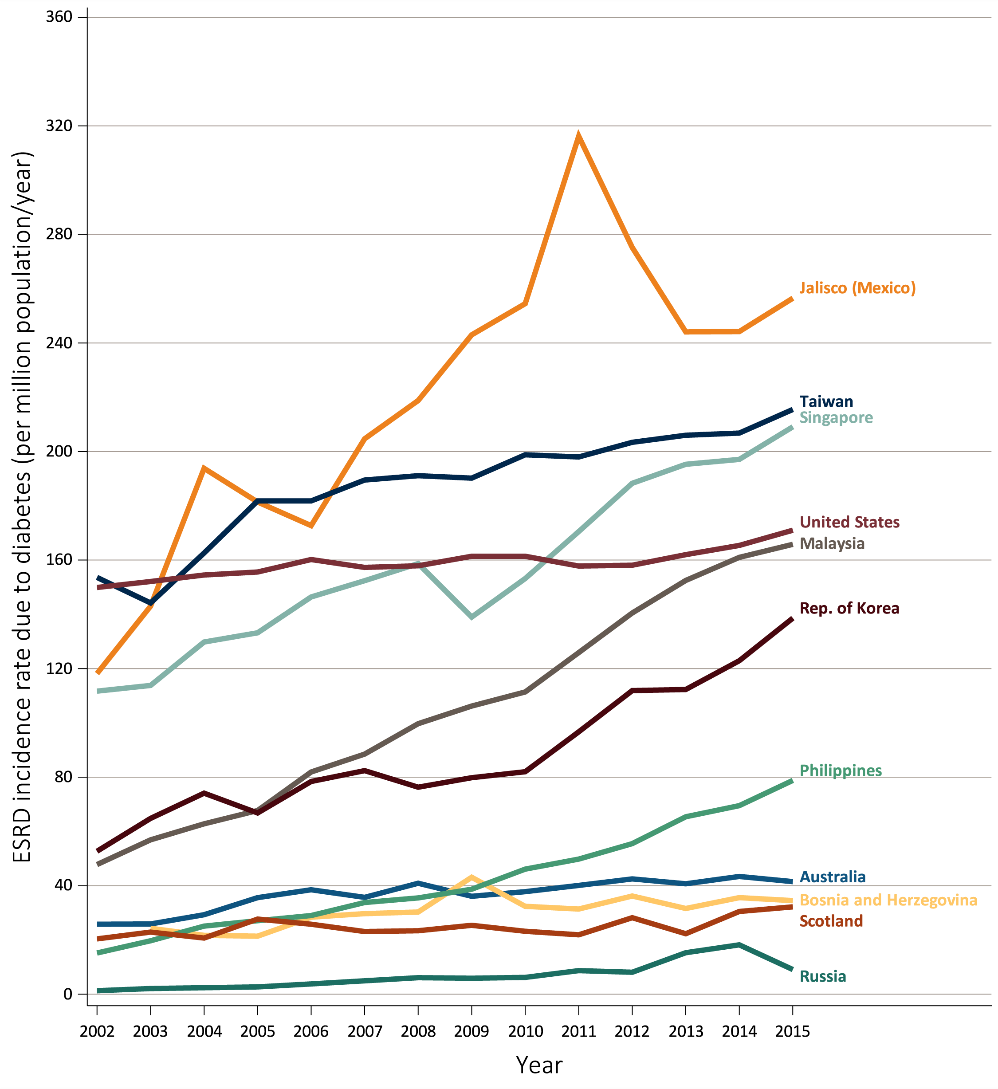 ESRD incidence rate due to diabetes (per million population/year)
360
320
280
240
200
160
120
80
40
0
Jalisco (Mexico)
Taiwan
Singapore
United States
Malaysia
Rep. of Korea
Philippines
Australia
Bosnia and Herzegovina
Scotland
Russia
2002 2003 2004 2005 2006 2007 2008 2009 2010 2011 2012 2013 2014 2015
Year